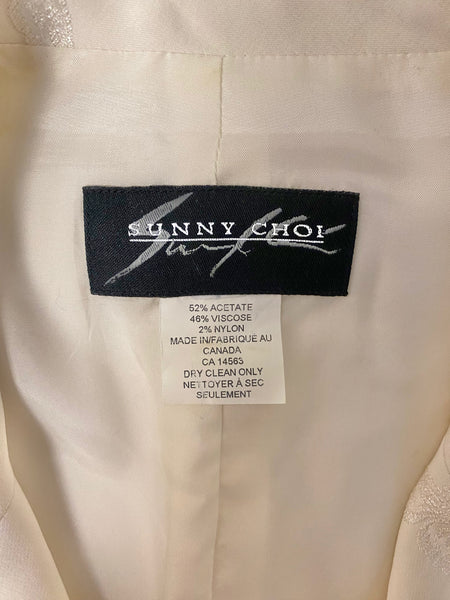 SUNNY CHOI
52% ACETATE
46% VISCOSE
2% NYLON
MADE IN/FABRIQUÉ AU
CANADA
CA 14563
DRY CLEAN ONLY
NETTOYER À SEC
SEULEMENT